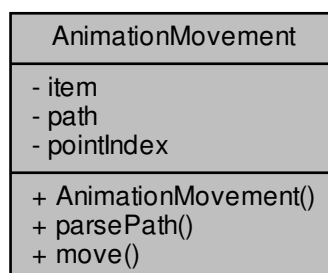 AnimationMovement
- item
- path
- pointIndex
+ AnimationMovement()
+ parsePath()
+ move()